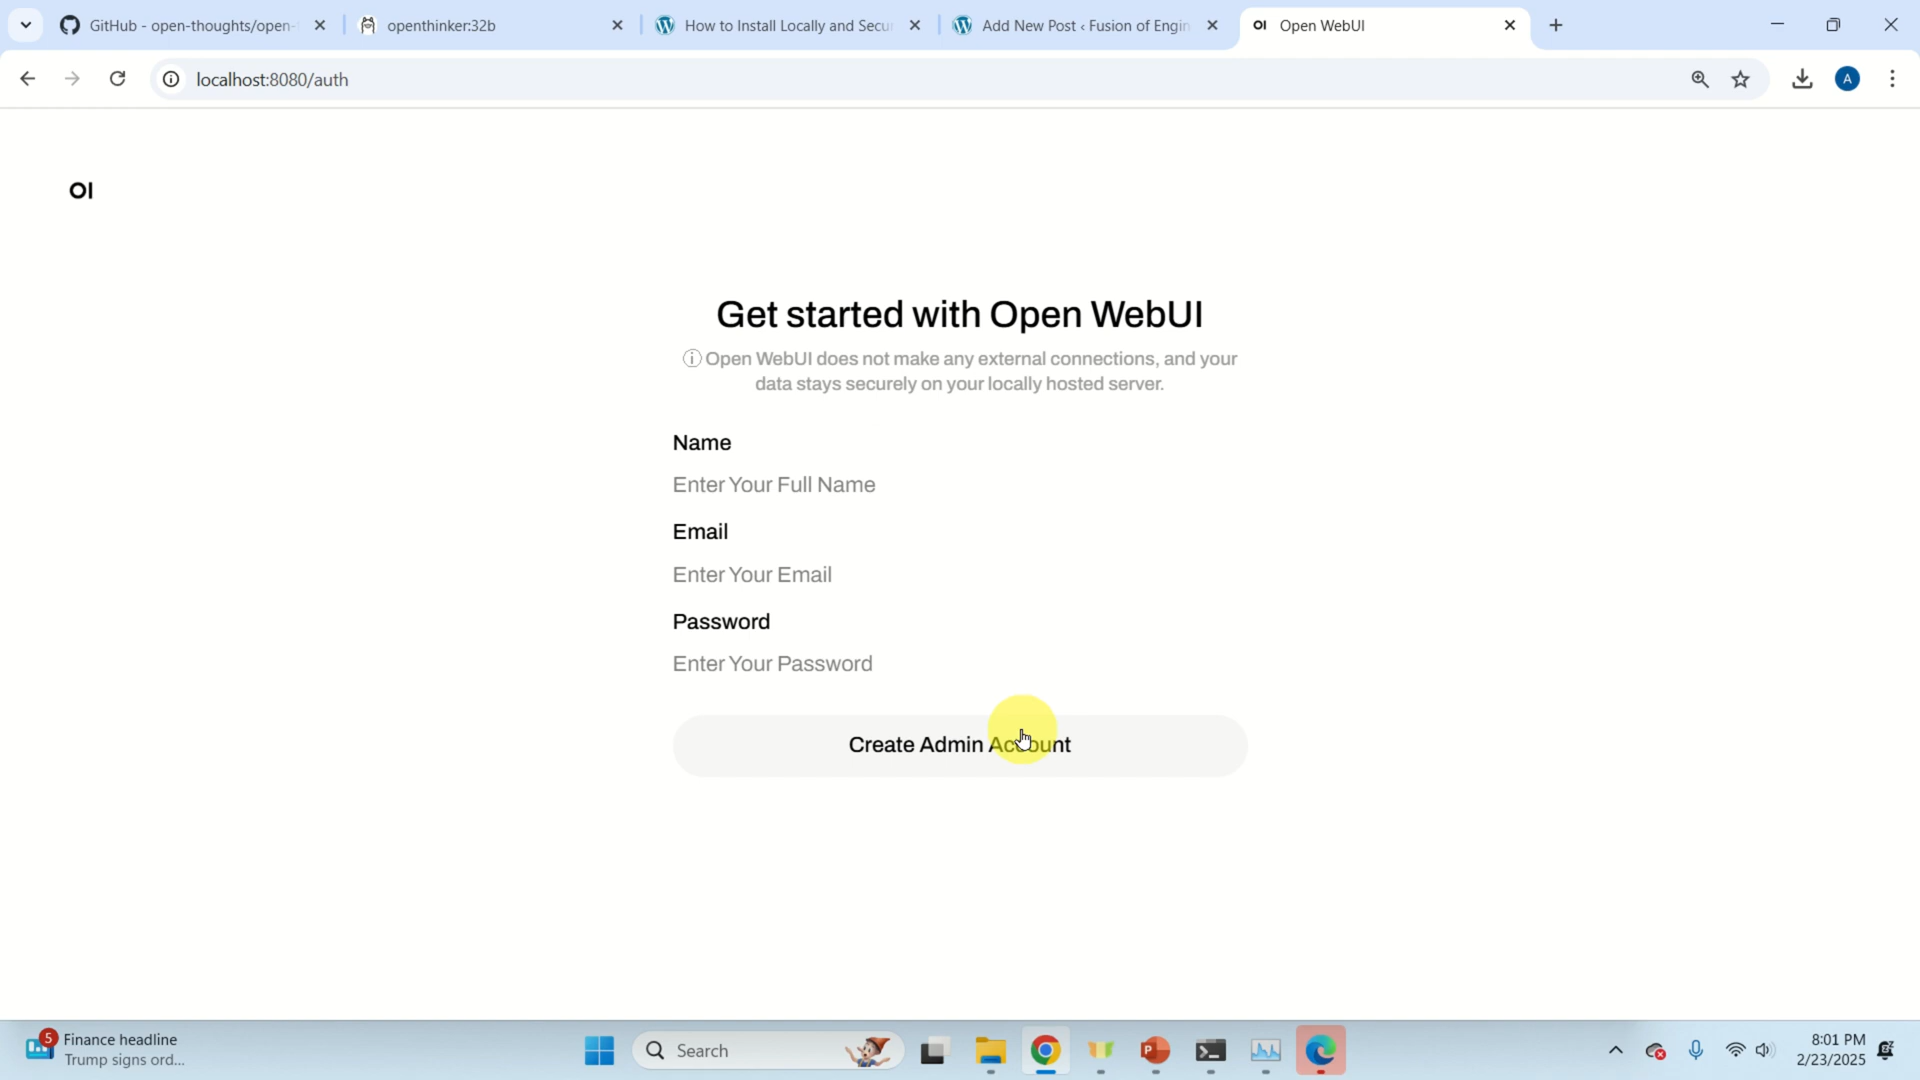 GitHub - open-thoughts/open-
openthinker:32b
How to Install Locally and Secu
Add New Post ‹ Fusion of Engin
OI Open WebUI
localhost:8080/auth
A
OI
Get started with Open WebUI
Open WebUI does not make any external connections, and your
data stays securely on your locally hosted server.
Name
Enter Your Full Name
Email
Enter Your Email
Password
Enter Your Password
Create Admin Account
5
Finance headline
Trump signs ord...
Search
P
8:01 PM
2/23/2025